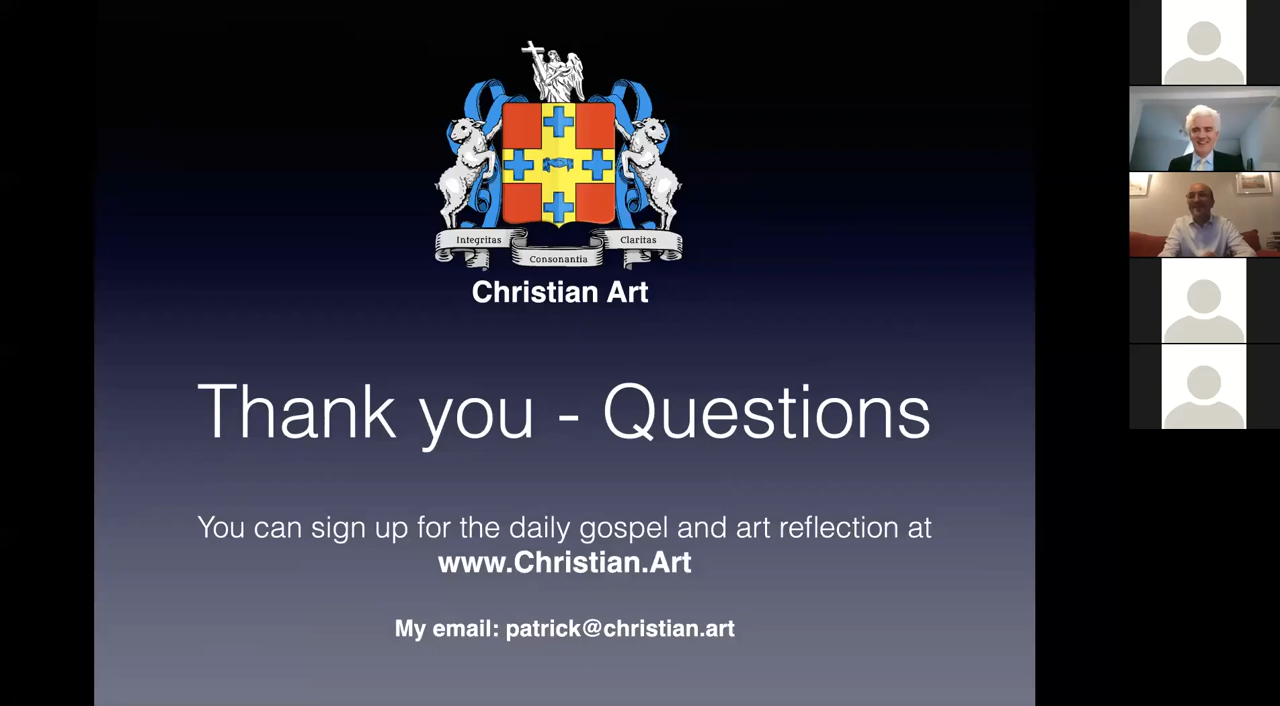 Integritas
Claritas
Consonantia
Christian Art
Thank you - Questions
You can sign up for the daily gospel and art reflection at
www.Christian.Art
My email: patrick@christian.art